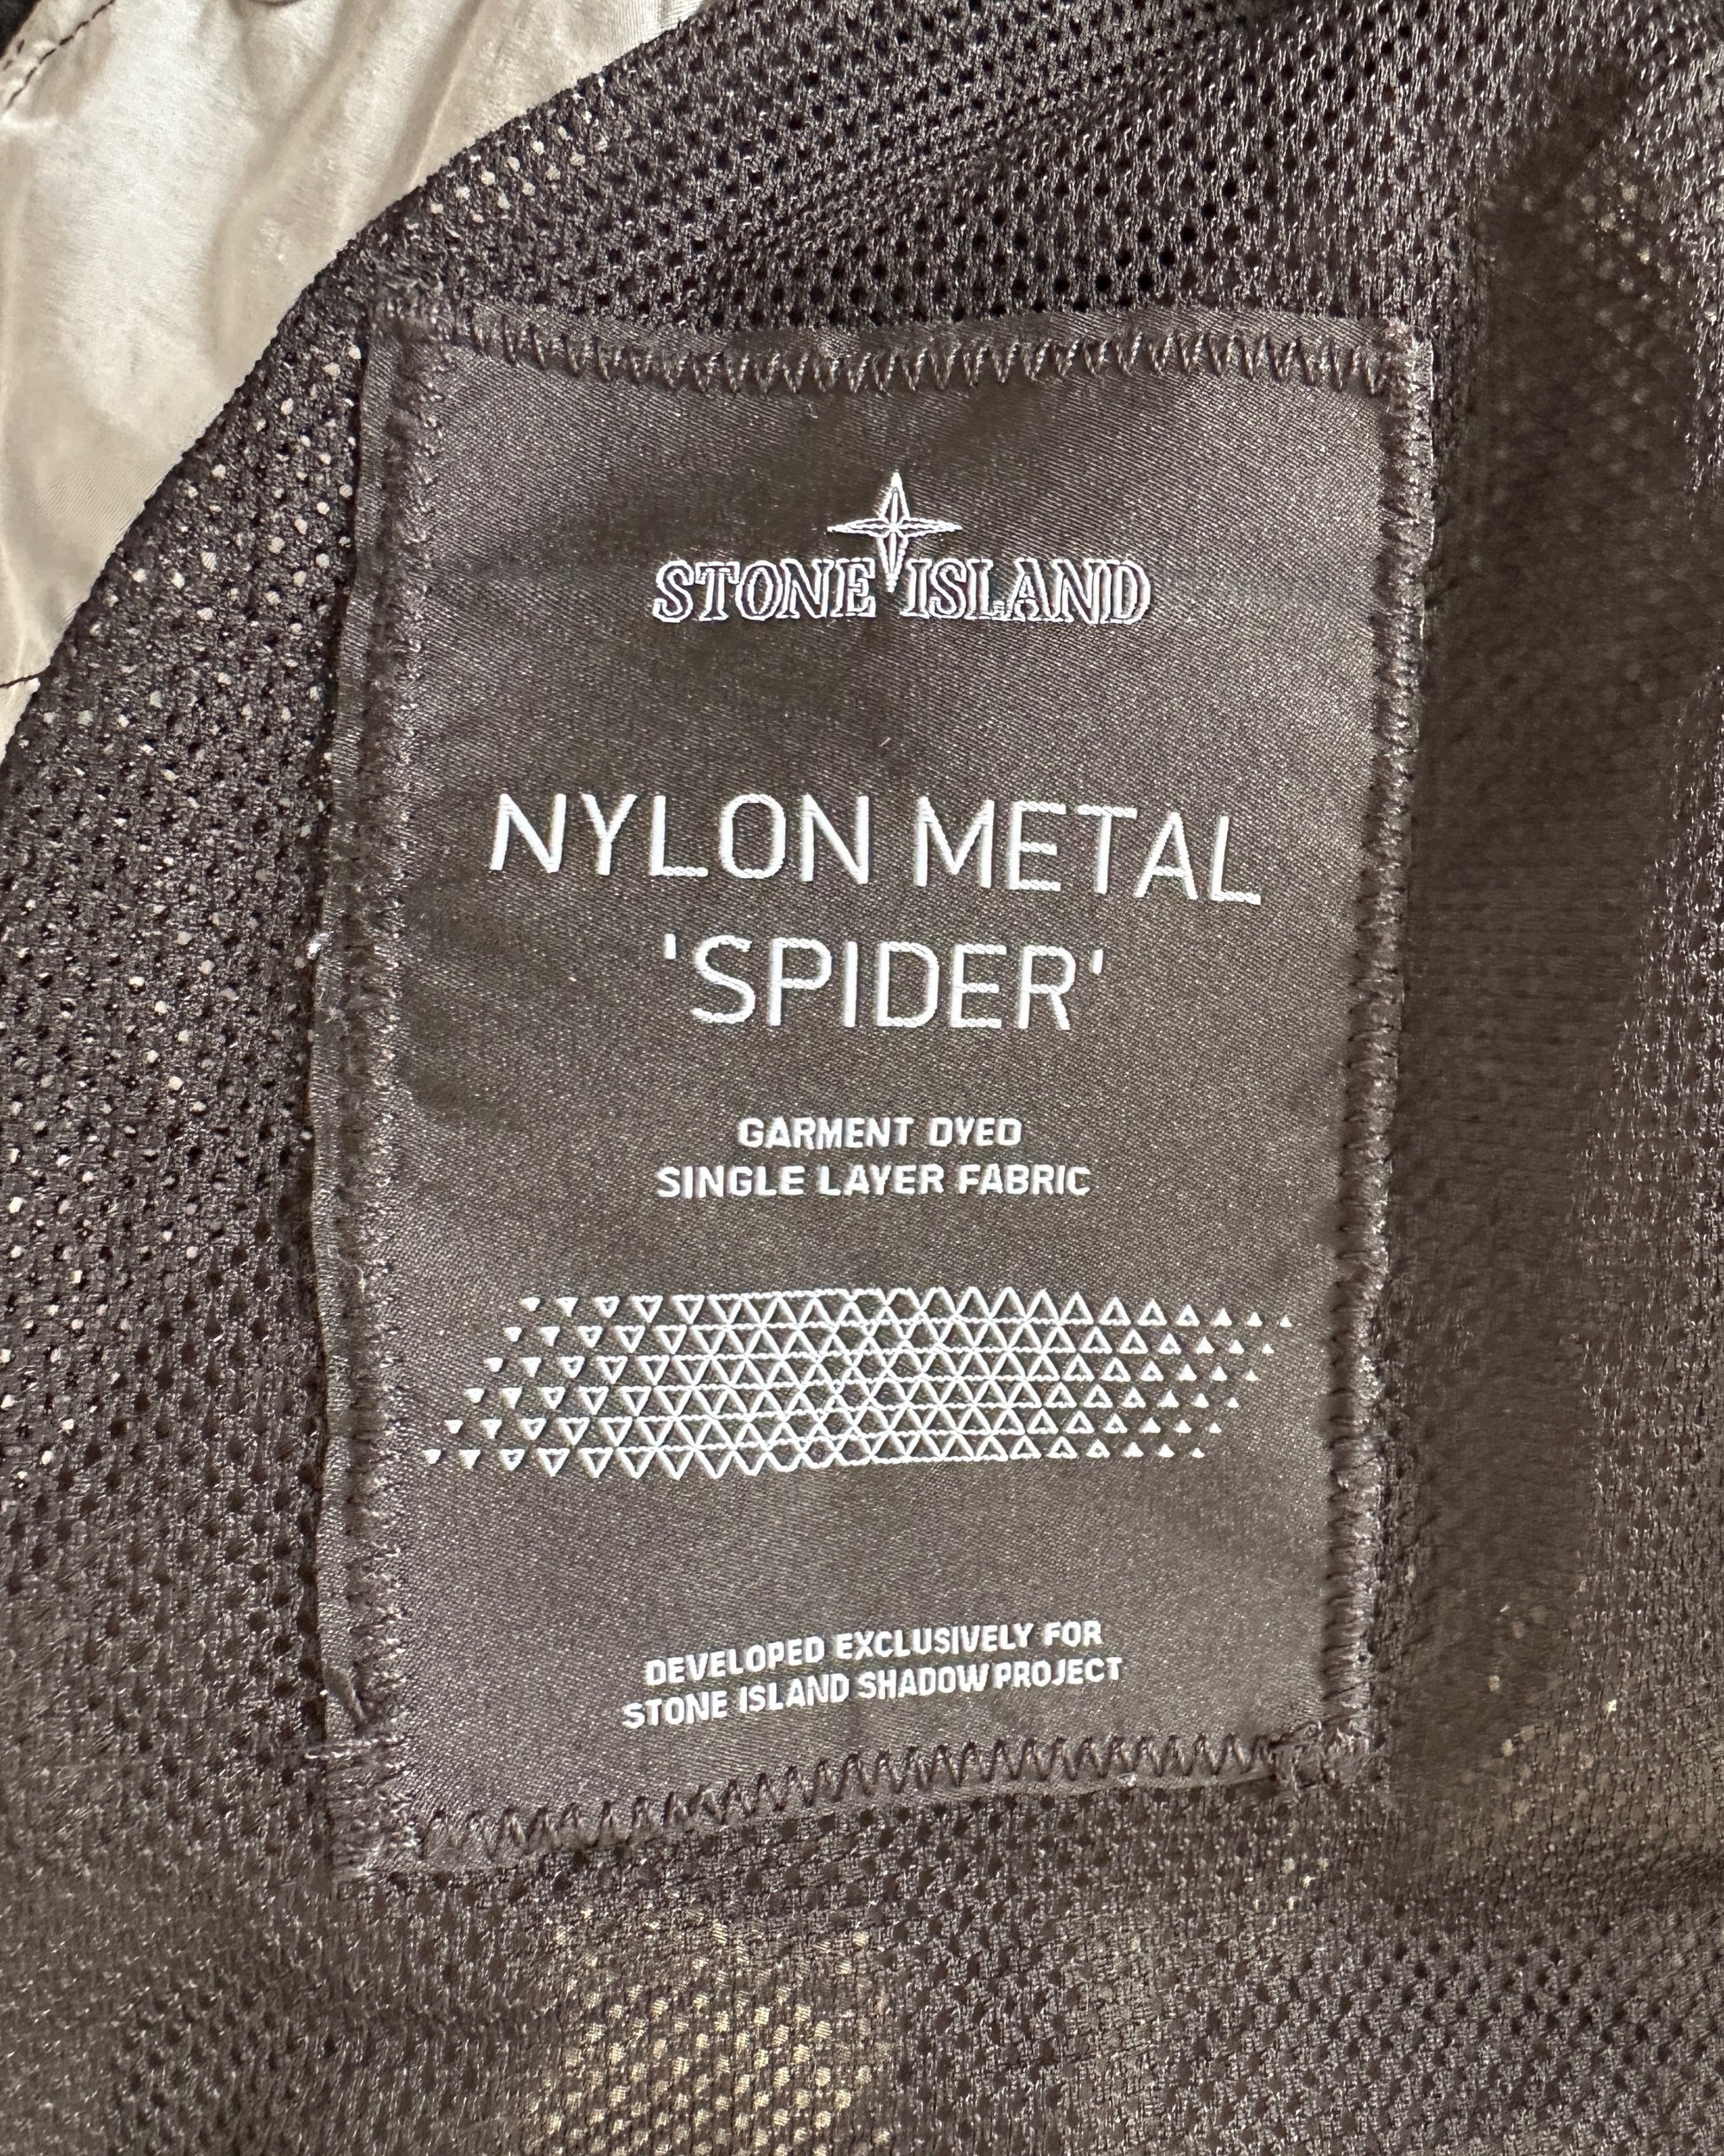 STONE ISLAND
NYLON METAL
'SPIDER'
GARMENT DYED
SINGLE LAYER FABRIC
DEVELOPED EXCLUSIVELY FOR
STONE ISLAND SHADOW PROJECT